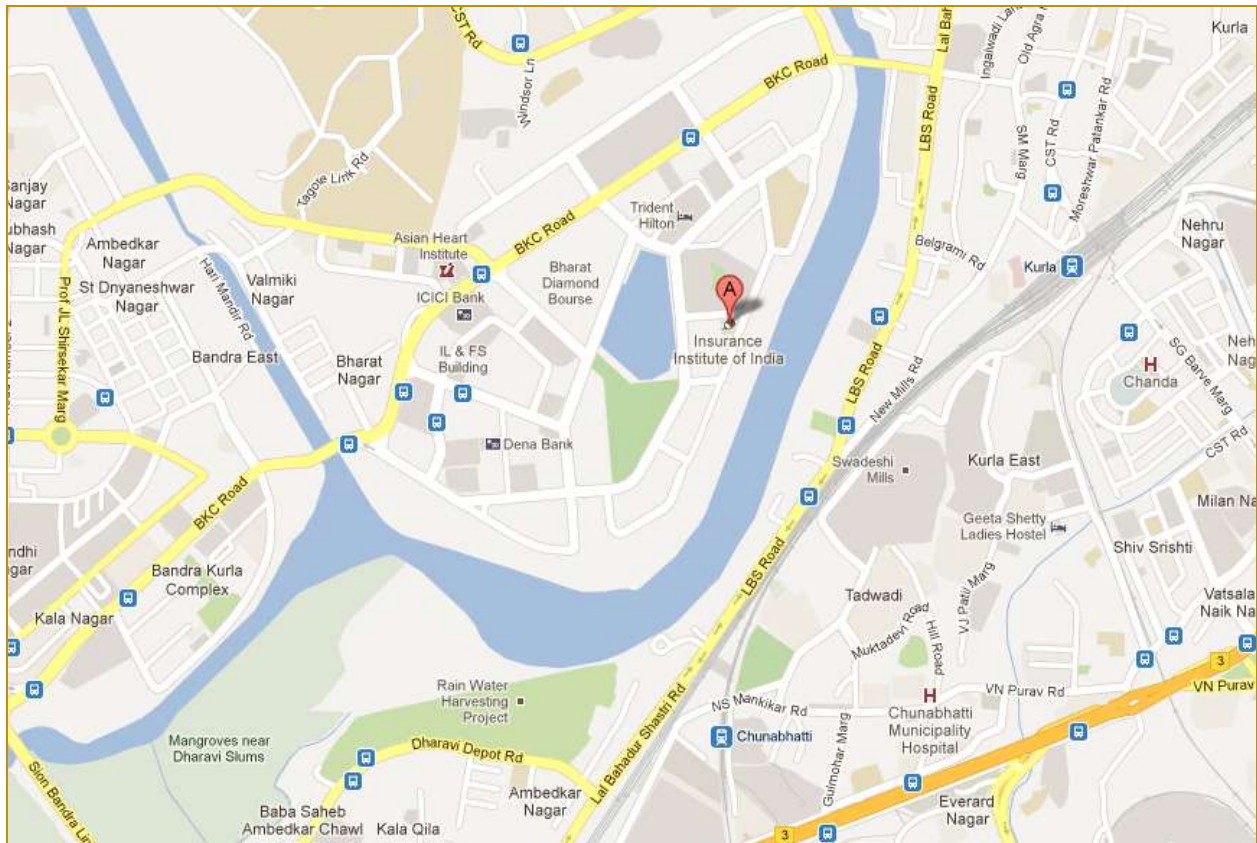 CST Rd
Windsor Ln
BKC Road
Lal Ba
Ingalwadi Lan
Old Agra
Kurla
Tagote Link Rd
LBS Road
SM Marg
CST Rd
Moreshwar Patankar Rd
Sanjay
Nagar
ubhash
Nagar
Ambedkar
Nagar
St Dnyaneshwar
Nagar
Hari Mandir Rd
Valmiki
Nagar
Asian Heart
Institute
BKC Road
Trident
Hilton
Belgrami Rd
Kurla
Nehru
Nagar
Prof JL Shirsekar Marg
ICICI Bank
Bharat
Diamond
Bourse
A
Insurance
Institute of India
Bandra East
Bharat
Nagar
IL & FS
Building
LBS Road
New Mills Rd
Chanda
SG Barve Marg
Neh
Nag
CST Rd
Dena Bank
Swadeshi
Mills
Kurla East
BKC Road
Geeta Shetty
Ladies Hostel
Milan Na
Shiv Srishti
ndhi
gar
Bandra Kurla
Complex
Kala Nagar
LBS Road
Tadwadi
Muktadevi Road
Hill Road
VJ Patil Marg
Vatsala
Naik Na
3
VN Purav
Rain Water
Harvesting
Project
NS Mankikar Rd
VN Purav Rd
Chunabhatti
Municipality
Hospital
Chunabhatti
Gulmohar Marg
Mangroves near
Dharavi Slums
Dharavi Depot Rd
Lal Bahadur Shastri Rd
Sion Bandra Lin
Baba Saheb
Ambedkar Chawl
Kala Qila
Ambedkar
Nagar
3
Everard
Nagar